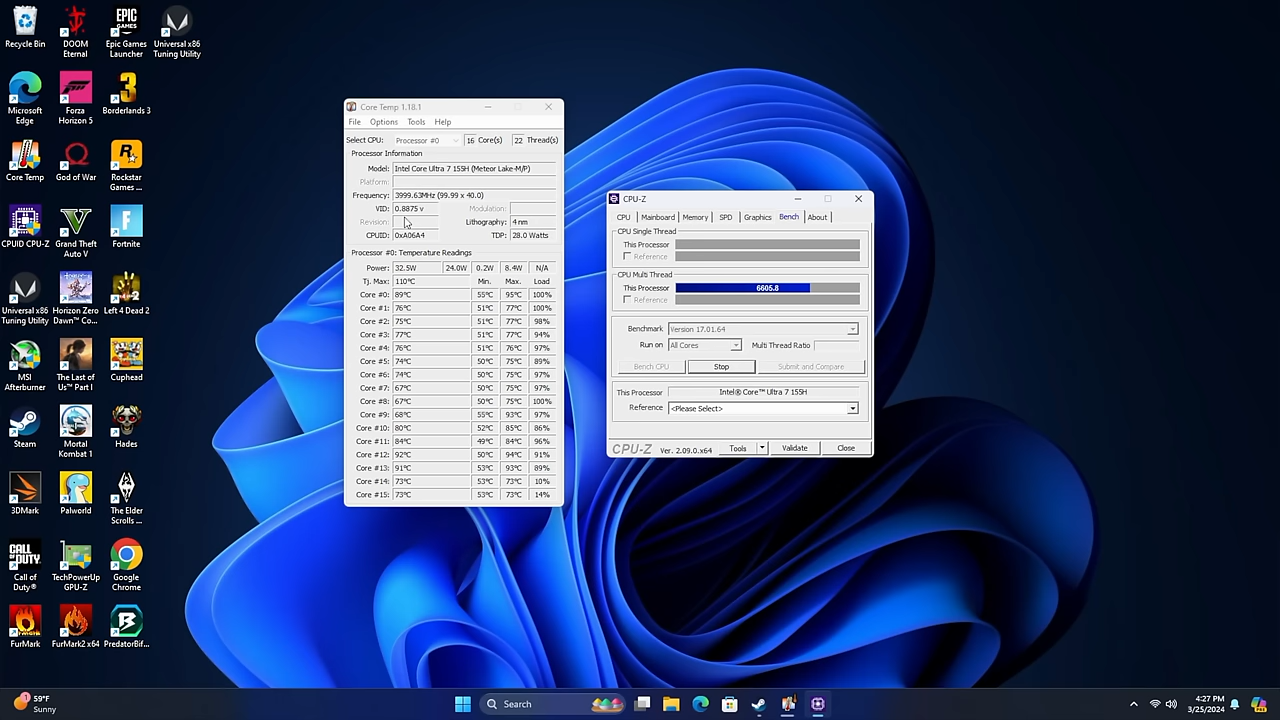 Recycle Bin
DOOM Eternal
Epic Games Launcher
Universal x86 Tuning Utility
Microsoft Edge
Forza Horizon 5
Borderlands 3
Core Temp
God of War
Rockstar Games ...
CPUID CPU-Z
Grand Theft Auto V
Fortnite
Universal x86 Tuning Utility
Horizon Zero Dawn™ Co...
Left 4 Dead 2
MSI Afterburner
The Last of Us™ Part I
Cuphead
Steam
Mortal Kombat 1
Hades
3DMark
Palworld
The Elder Scrolls ...
CALL OF DUTY
Call of Duty®
TechPowerUp GPU-Z
Google Chrome
FurMark
FurMark2 x64
PredatorBif...
Core Temp 1.18.1
File Options Tools Help
Select CPU: Processor #0 16 Core(s) 22 Thread(s)
Processor Information
Model: Intel Core Ultra 7 155H (Meteor Lake-M/P)
Platform:
Frequency: 3999.63MHz (99.99 x 40.0)
VID: 0.8875 v Modulation:
Revision: Lithography: 4 nm
CPUID: 0xA06A4 TDP: 28.0 Watts
Processor #0: Temperature Readings
Power: 32.5W 24.0W 0.2W 8.4W N/A
Tj. Max: 110°C Min. Max. Load
Core #0: 89°C 55°C 95°C 100%
Core #1: 76°C 51°C 77°C 100%
Core #2: 75°C 51°C 77°C 98%
Core #3: 77°C 51°C 77°C 94%
Core #4: 76°C 51°C 76°C 97%
Core #5: 74°C 50°C 75°C 89%
Core #6: 74°C 50°C 75°C 97%
Core #7: 67°C 50°C 75°C 97%
Core #8: 67°C 50°C 75°C 100%
Core #9: 68°C 55°C 93°C 97%
Core #10: 80°C 52°C 85°C 86%
Core #11: 84°C 49°C 84°C 96%
Core #12: 92°C 50°C 94°C 91%
Core #13: 91°C 53°C 93°C 89%
Core #14: 73°C 53°C 73°C 10%
Core #15: 73°C 53°C 73°C 14%
CPU-Z
CPU Mainboard Memory SPD Graphics Bench About
CPU Single Thread
This Processor
Reference
CPU Multi Thread
This Processor 6605.8
Reference
Benchmark Version 17.01.64
Run on All Cores Multi Thread Ratio
Bench CPU Stop Submit and Compare
This Processor Intel® Core™ Ultra 7 155H
Reference <Please Select>
CPU-Z Ver. 2.09.0.x64 Tools Validate Close
1
59°F
Sunny
Search
4:27 PM
3/25/2024